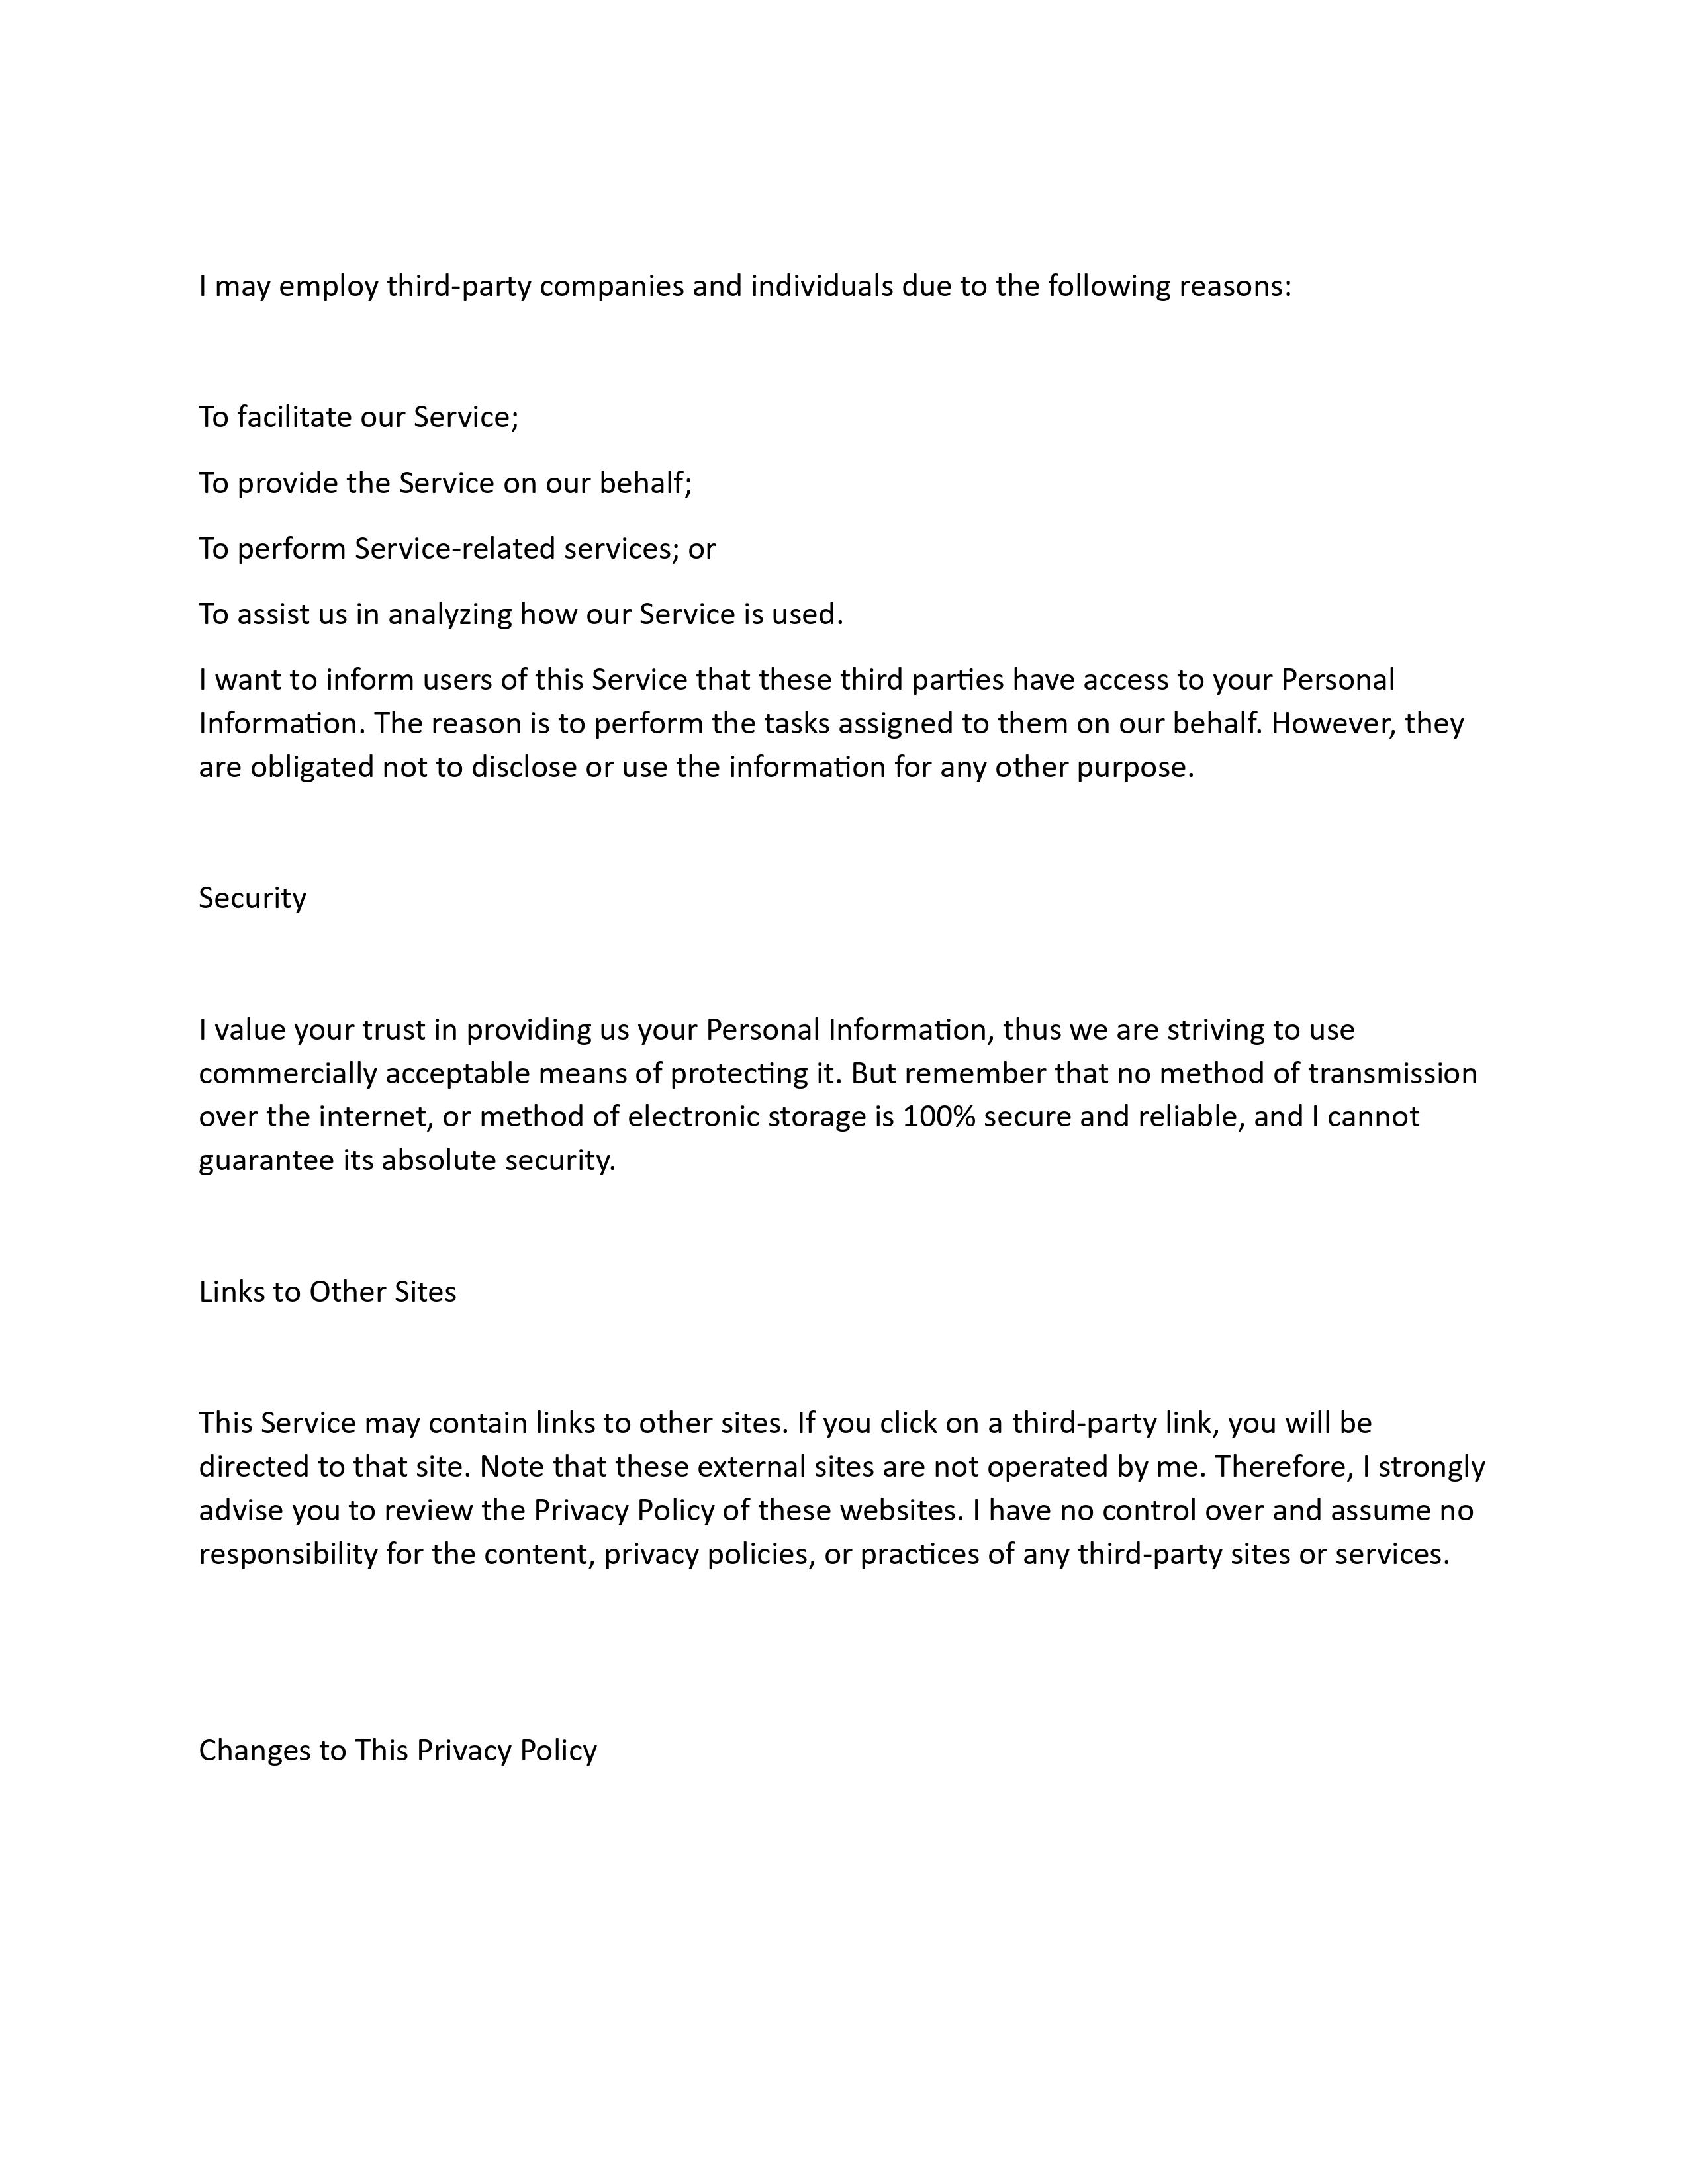 I may employ third-party companies and individuals due to the following reasons:
To facilitate our Service;
To provide the Service on our behalf;
To perform Service-related services; or
To assist us in analyzing how our Service is used.
I want to inform users of this Service that these third parties have access to your Personal
Information. The reason is to perform the tasks assigned to them on our behalf. However, they
are obligated not to disclose or use the information for any other purpose.
Security
I value your trust in providing us your Personal Information, thus we are striving to use
commercially acceptable means of protecting it. But remember that no method of transmission
over the internet, or method of electronic storage is 100% secure and reliable, and I cannot
guarantee its absolute security.
Links to Other Sites
This Service may contain links to other sites. If you click on a third-party link, you will be
directed to that site. Note that these external sites are not operated by me. Therefore, I strongly
advise you to review the Privacy Policy of these websites. I have no control over and assume no
responsibility for the content, privacy policies, or practices of any third-party sites or services.
Changes to This Privacy Policy